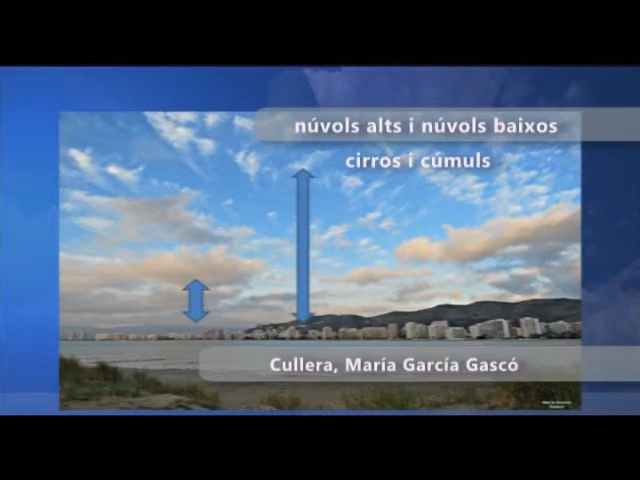 núvols alts i núvols baixos
cirros i cúmuls
Cullera, María García Gascó